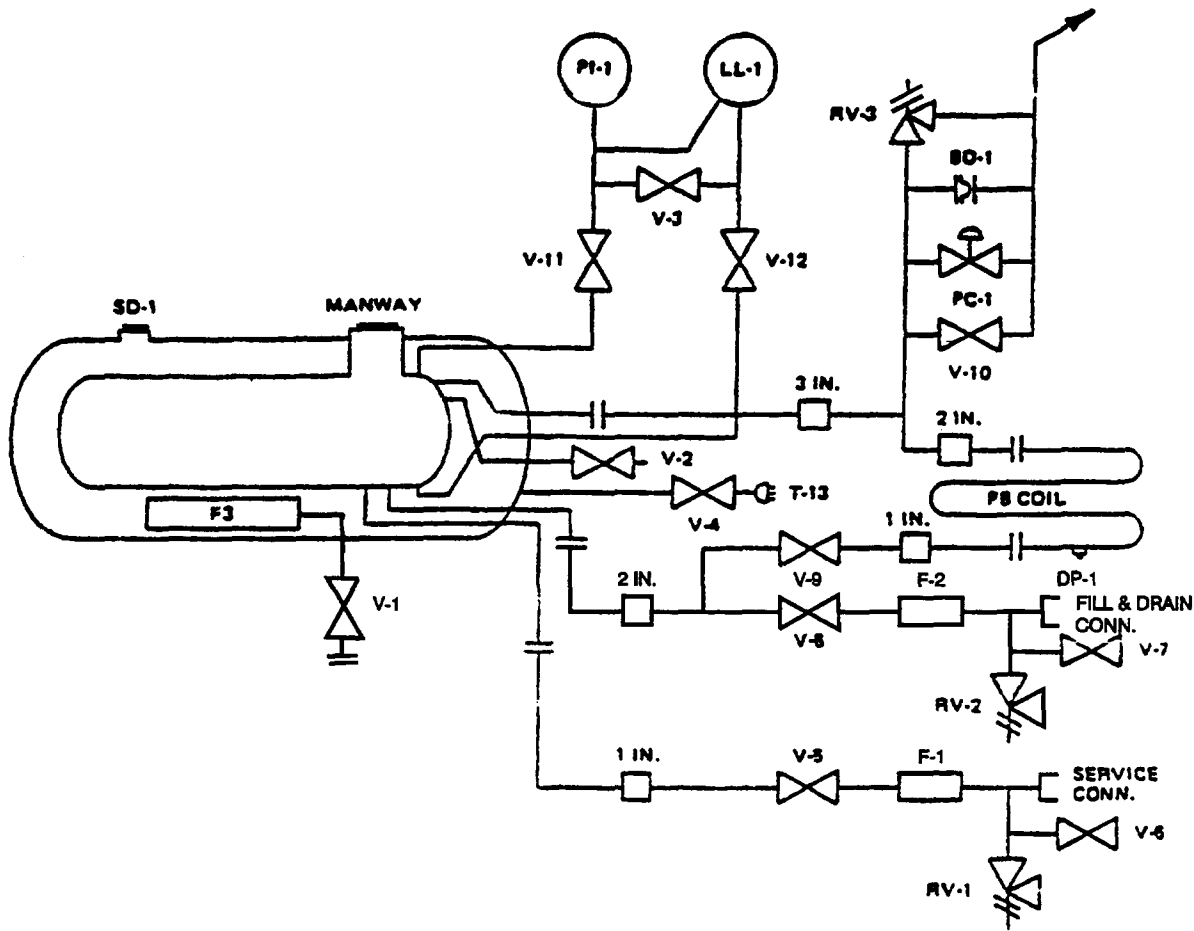 PI-1
LL-1
RV-3
BD-1
V-3
V-11
V-12
PC-1
SD-1
MANWAY
V-10
3 IN.
2 IN.
V-2
T-13
PB COIL
F3
V-4
1 IN.
V-9
F-2
DP-1
2 IN.
V-1
FILL & DRAIN
CONN.
V-8
V-7
RV-2
1 IN.
V-5
F-1
SERVICE
CONN.
V-6
RV-1